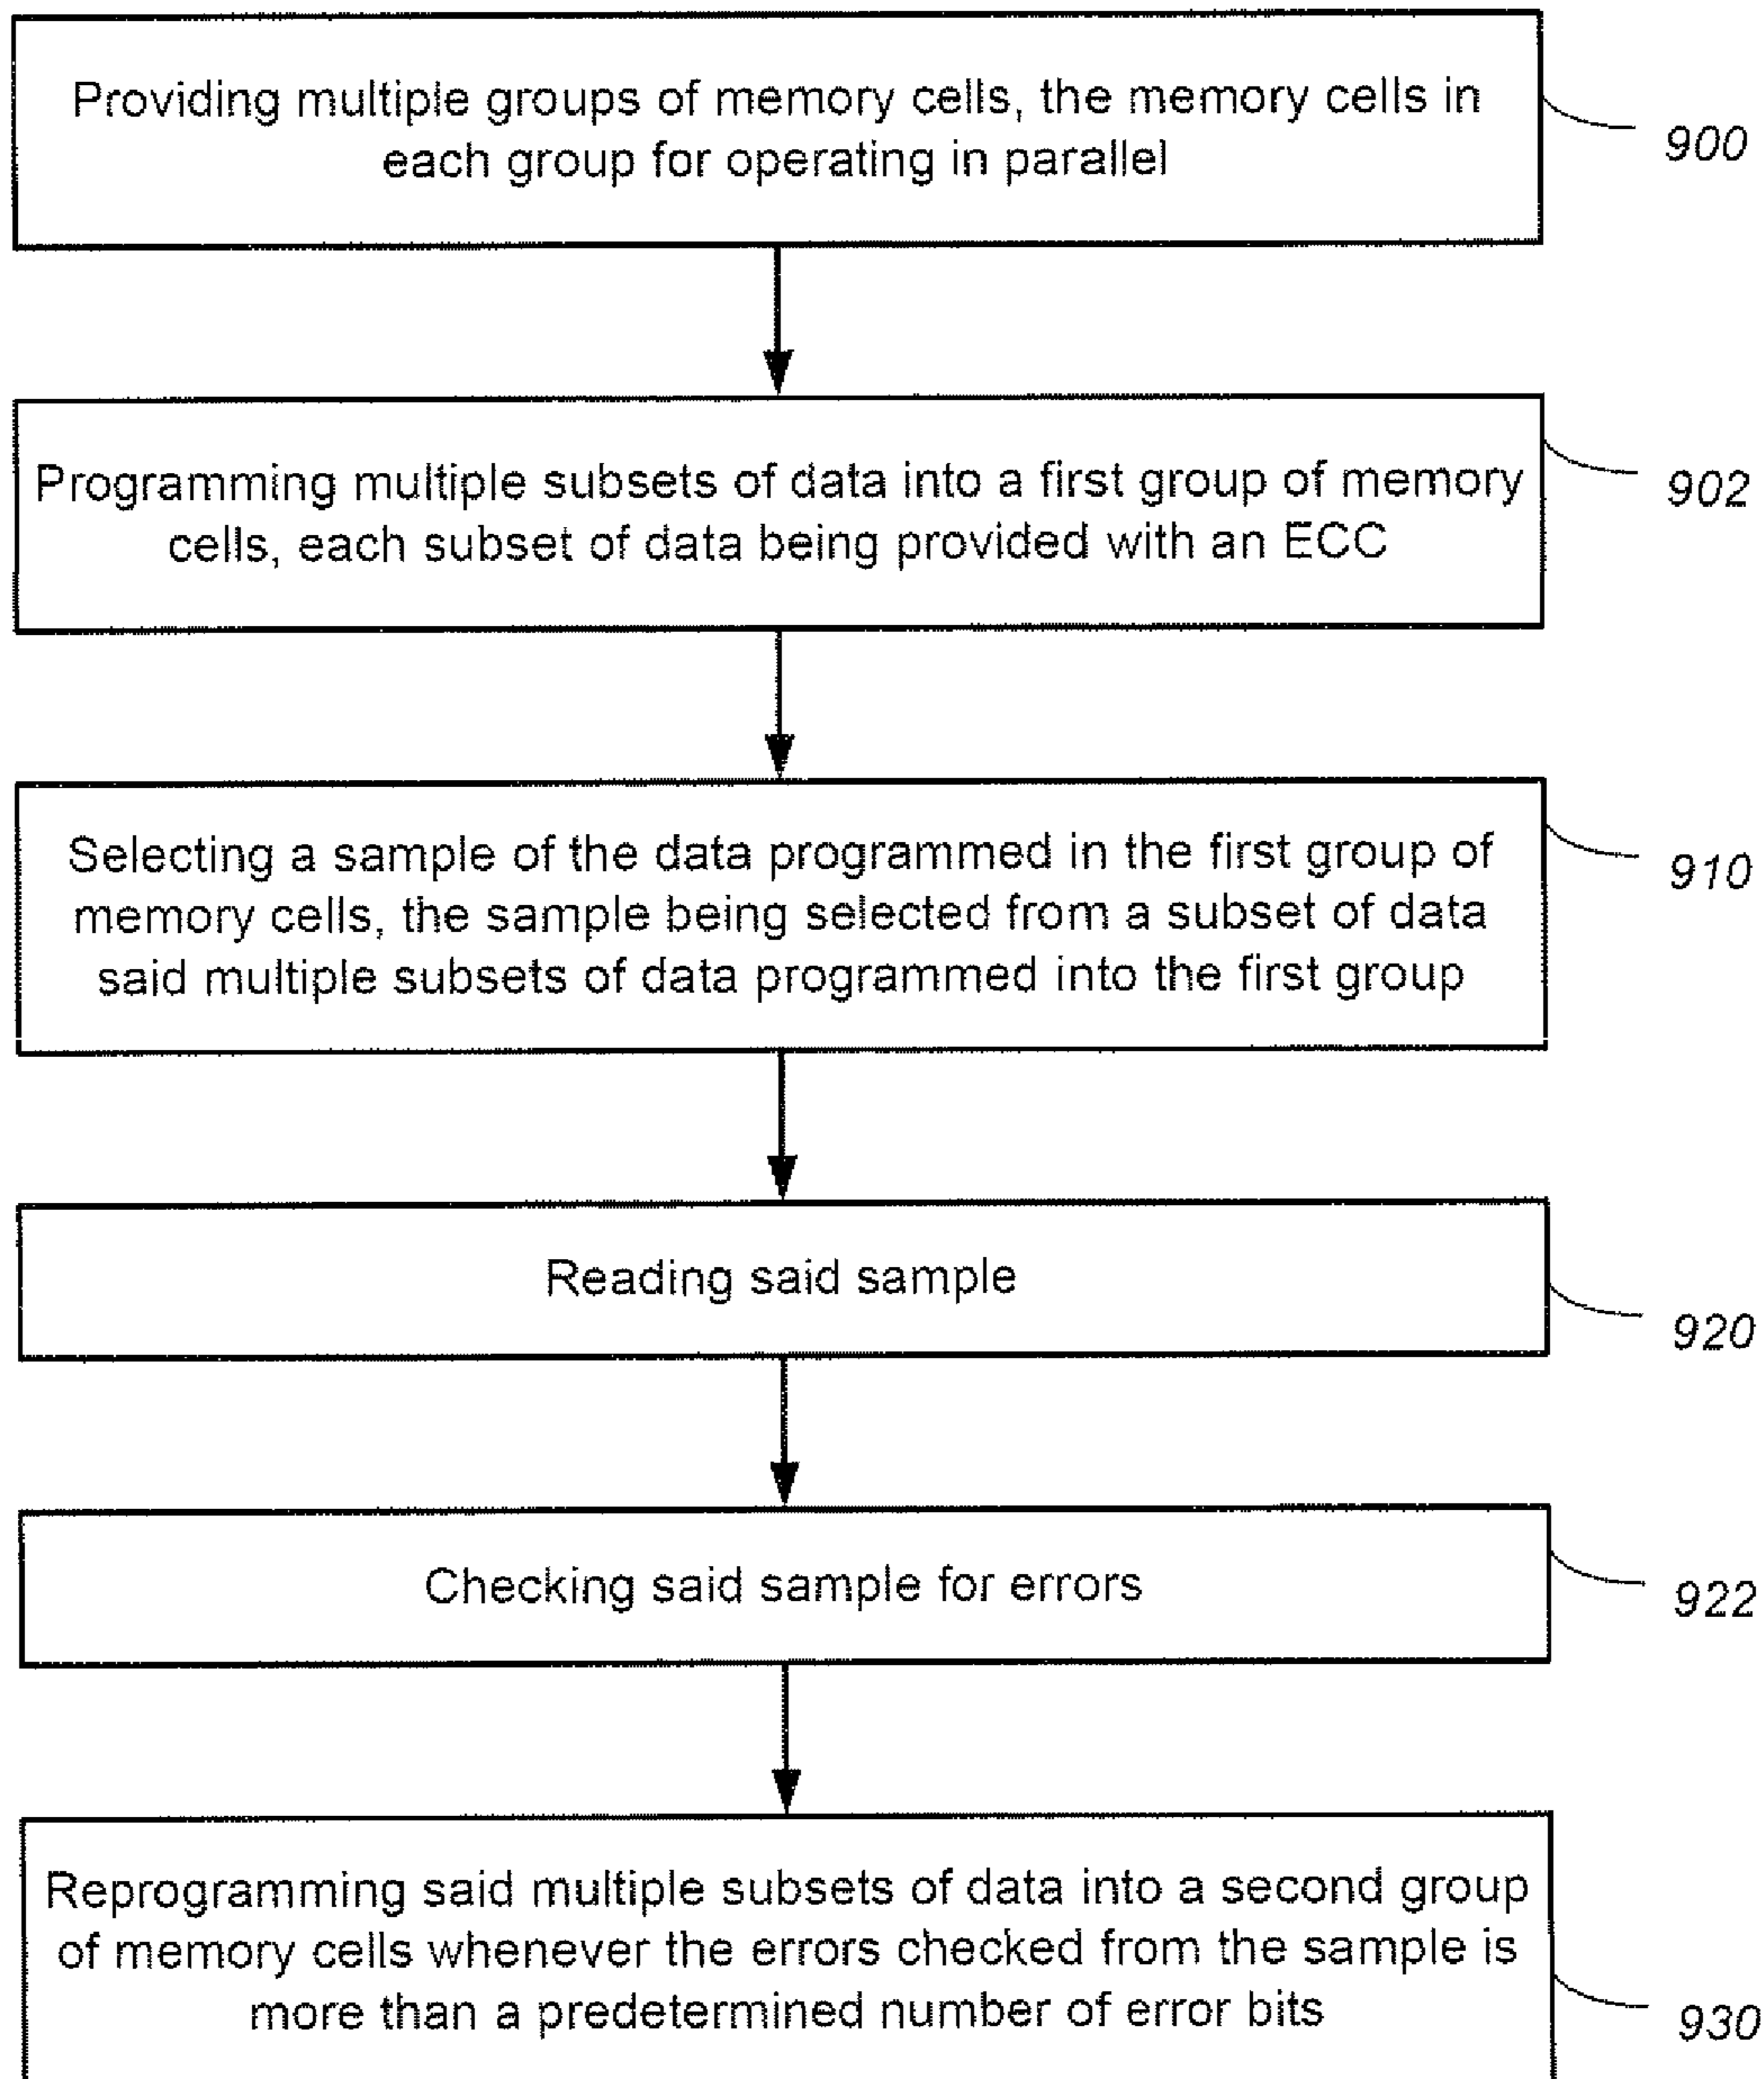 Providing multiple groups of memory cells, the memory cells in
each group for operating in parallel
900
Programming multiple subsets of data into a first group of memory
cells, each subset of data being provided with an ECC
902
Selecting a sample of the data programmed in the first group of
memory cells, the sample being selected from a subset of data
said multiple subsets of data programmed into the first group
910
Reading said sample
920
Checking said sample for errors
922
Reprogramming said multiple subsets of data into a second group
of memory cells whenever the errors checked from the sample is
more than a predetermined number of error bits
930